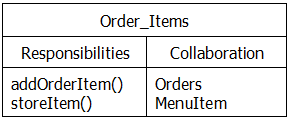 Order_Items
Responsibilities Collaboration
addOrderItem() Orders
storeItem() MenuItem